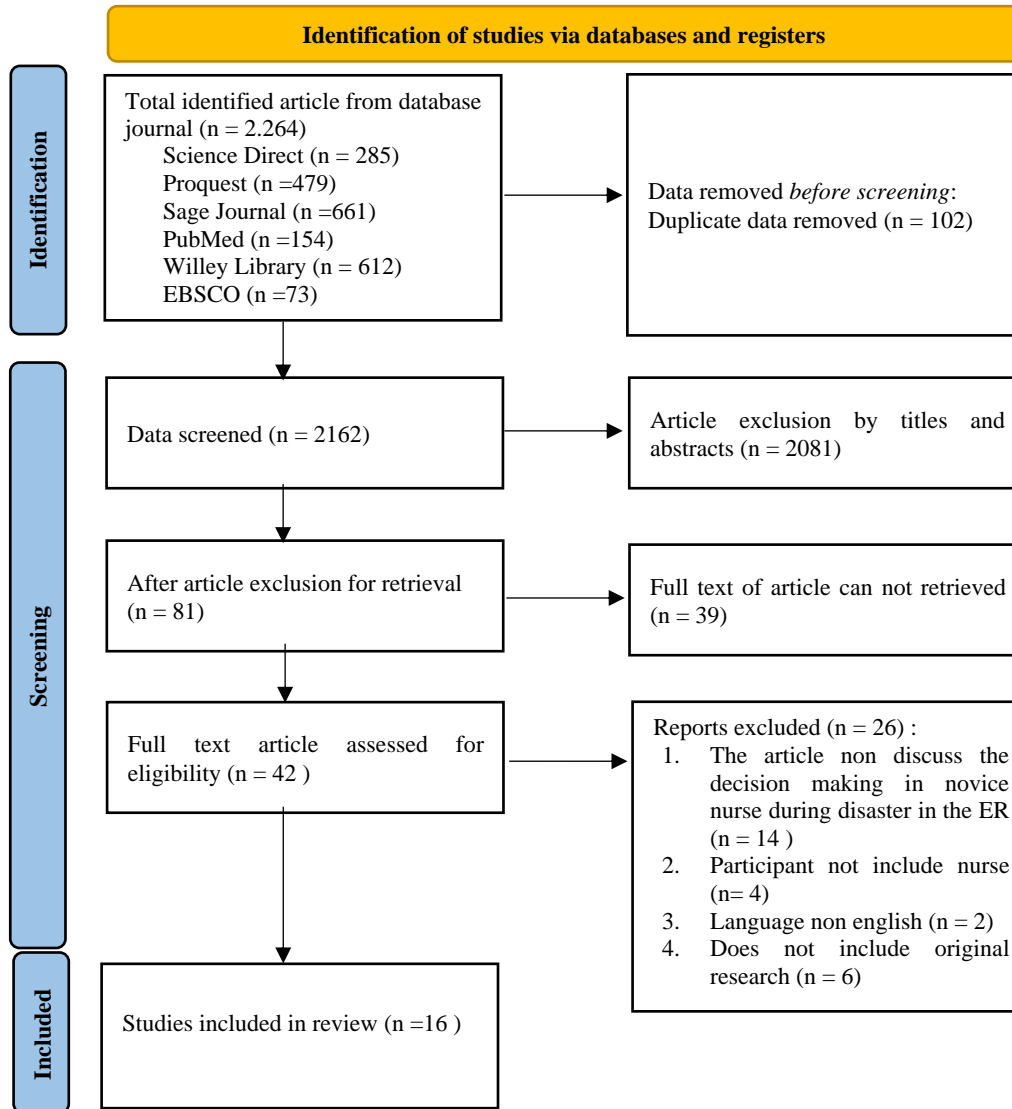 Identification of studies via databases and registers
Identification
Total identified article from database
journal (n = 2.264)
Science Direct (n = 285)
Proquest (n =479)
Sage Journal (n =661)
PubMed (n =154)
Willey Library (n = 612)
EBSCO (n =73)
Data removed before screening:
Duplicate data removed (n = 102)
Screening
Data screened (n = 2162)
Article exclusion by titles and
abstracts (n = 2081)
After article exclusion for retrieval
(n = 81)
Full text of article can not retrieved
(n = 39)
Full text article assessed for
eligibility (n = 42 )
Reports excluded (n = 26) :
1. The article non discuss the
decision making in novice
nurse during disaster in the ER
(n = 14 )
2. Participant not include nurse
(n= 4)
3. Language non english (n = 2)
4. Does not include original
research (n = 6)
Included
Studies included in review (n =16 )